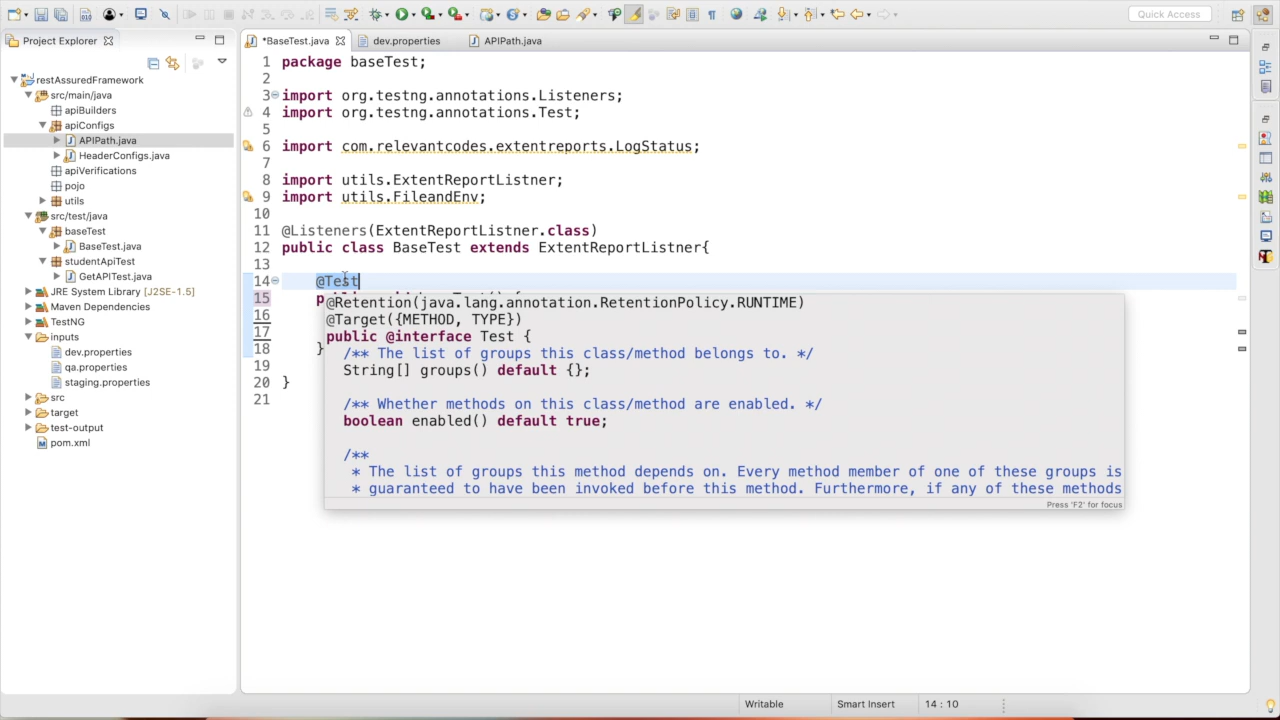 Quick Access
Project Explorer
*BaseTest.java
dev.properties
APIPath.java
restAssuredFramework
src/main/java
apiBuilders
apiConfigs
APIPath.java
HeaderConfigs.java
apiVerifications
pojo
utils
src/test/java
baseTest
BaseTest.java
studentApiTest
GetAPITest.java
JRE System Library [J2SE-1.5]
Maven Dependencies
TestNG
inputs
dev.properties
qa.properties
staging.properties
src
target
test-output
pom.xml
1 package baseTest;
2
3 import org.testng.annotations.Listeners;
4 import org.testng.annotations.Test;
5
6 import com.relevantcodes.extentreports.LogStatus;
7
8 import utils.ExtentReportListner;
9 import utils.FileandEnv;
10
11 @Listeners(ExtentReportListner.class)
12 public class BaseTest extends ExtentReportListner{
13
14 @Test
15 p
16
17
18 }
19
20 }
21
@Retention(java.lang.annotation.RetentionPolicy.RUNTIME)
@Target({METHOD, TYPE})
public @interface Test {
/** The list of groups this class/method belongs to. */
String[] groups() default {};
/** Whether methods on this class/method are enabled. */
boolean enabled() default true;
/**
* The list of groups this method depends on. Every method member of one of these groups is
* guaranteed to have been invoked before this method. Furthermore, if any of these methods
Press 'F2' for focus
Writable
Smart Insert
14 : 10